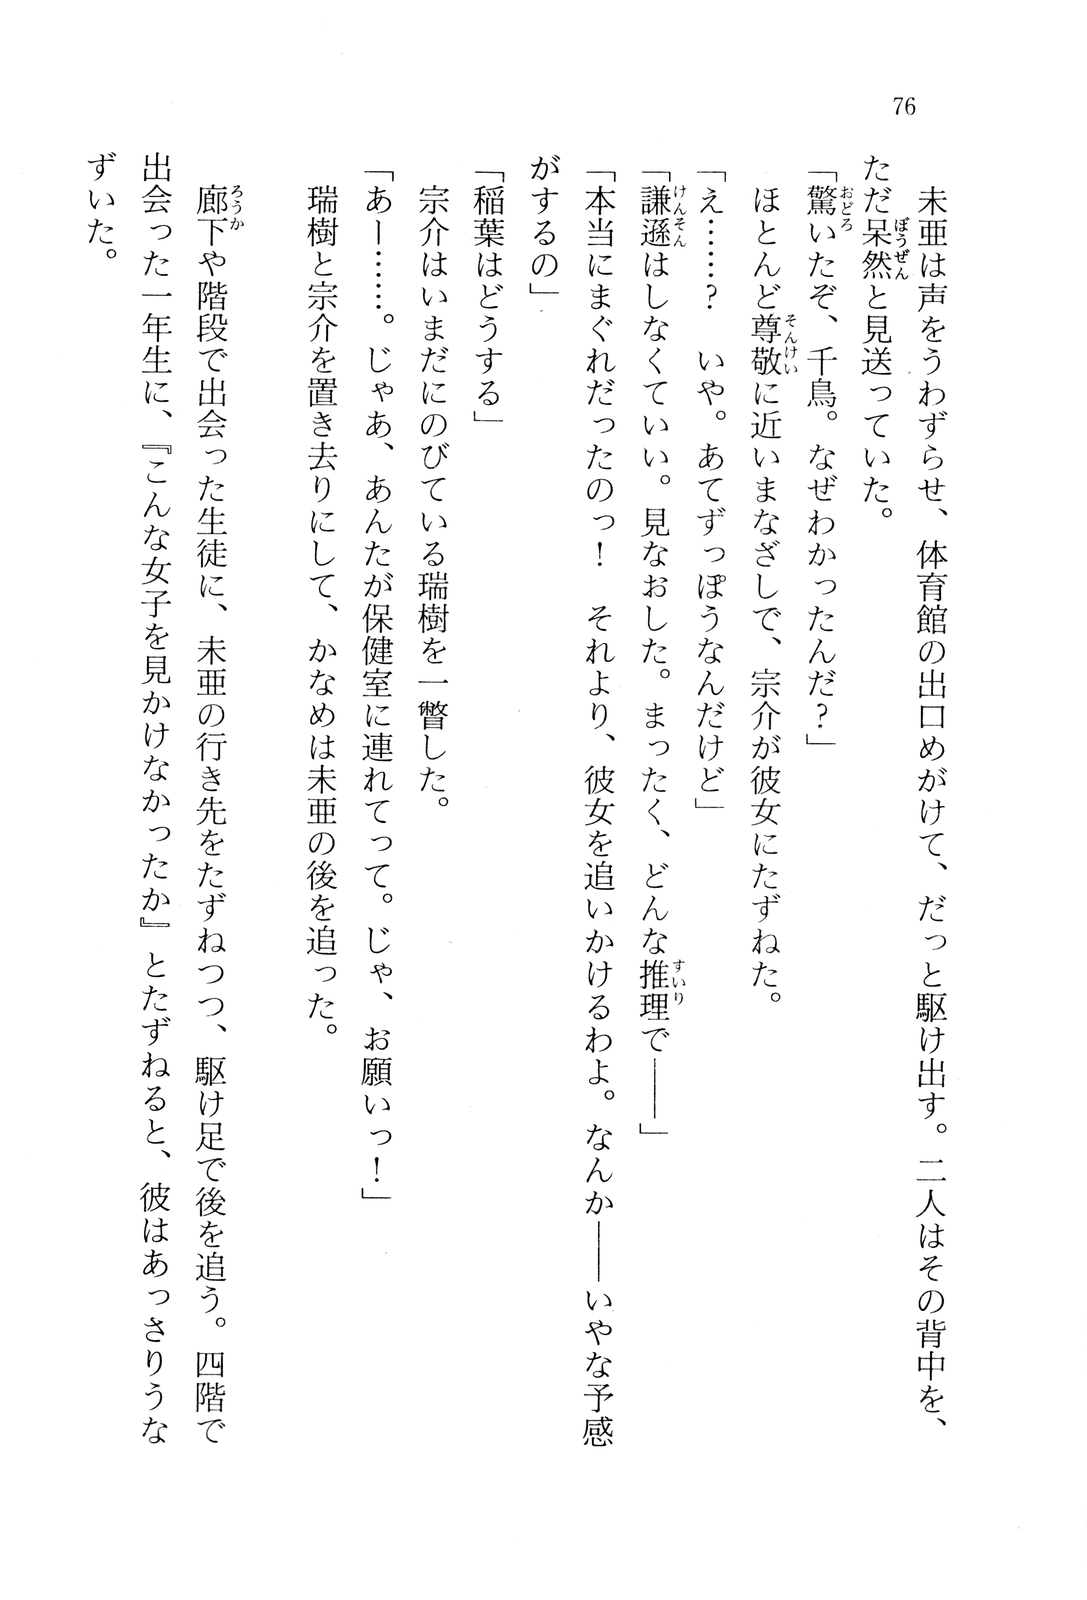 76
　未亜は声をうわずらせ、体育館の出口めがけて、だっと駆け出す。二人はその背中を、
ただ呆然と見送っていた。
「驚いたぞ、千鳥。なぜわかったんだ？」
　ほとんど尊敬に近いまなざしで、宗介が彼女にたずねた。
「え……？　いや。あてずっぽうなんだけど」
「謙遜はしなくていい。見なおした。まったく、どんな推理で――」
「本当にまぐれだったのっ！　それより、彼女を追いかけるわよ。なんか――いやな予感
がするの」
「稲葉はどうする」
　宗介はいまだにのびている瑞樹を一瞥した。
「あー……。じゃあ、あんたが保健室に連れてって。じゃ、お願いっ！」
　瑞樹と宗介を置き去りにして、かなめは未亜の後を追った。
　廊下や階段で出会った生徒に、未亜の行き先をたずねつつ、駆け足で後を追う。四階で
出会った一年生に、『こんな女子を見かけなかったか』とたずねると、彼はあっさりうな
ずいた。